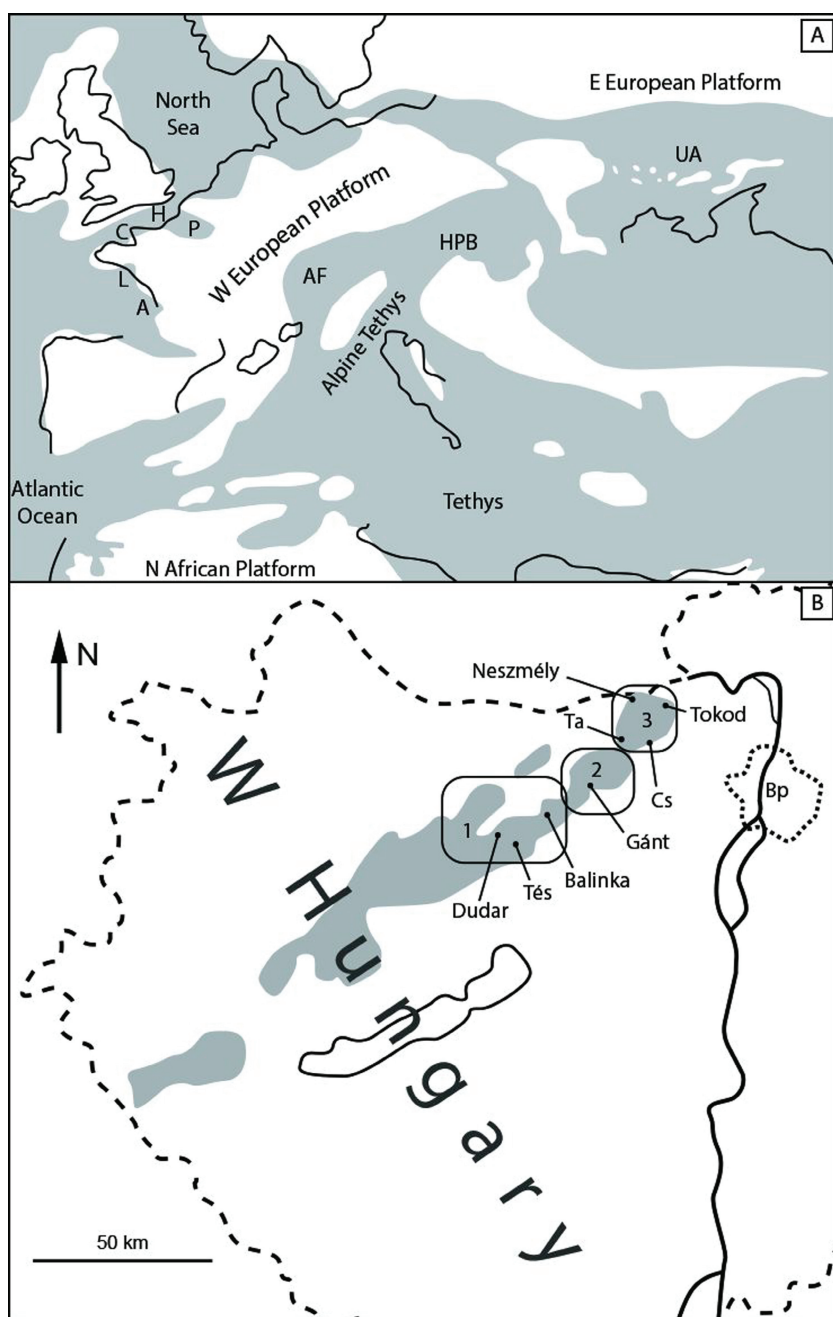 A
North
Sea
E European Platform
UA
H
C
P
W European Platform
HPB
L
AF
A
Alpine Tethys
Atlantic
Ocean
Tethys
N African Platform
B
N
Neszmély
Ta
3
Tokod
2
Cs
Bp
1
Gánt
Balinka
Tés
Dudar
W Hungary
50 km